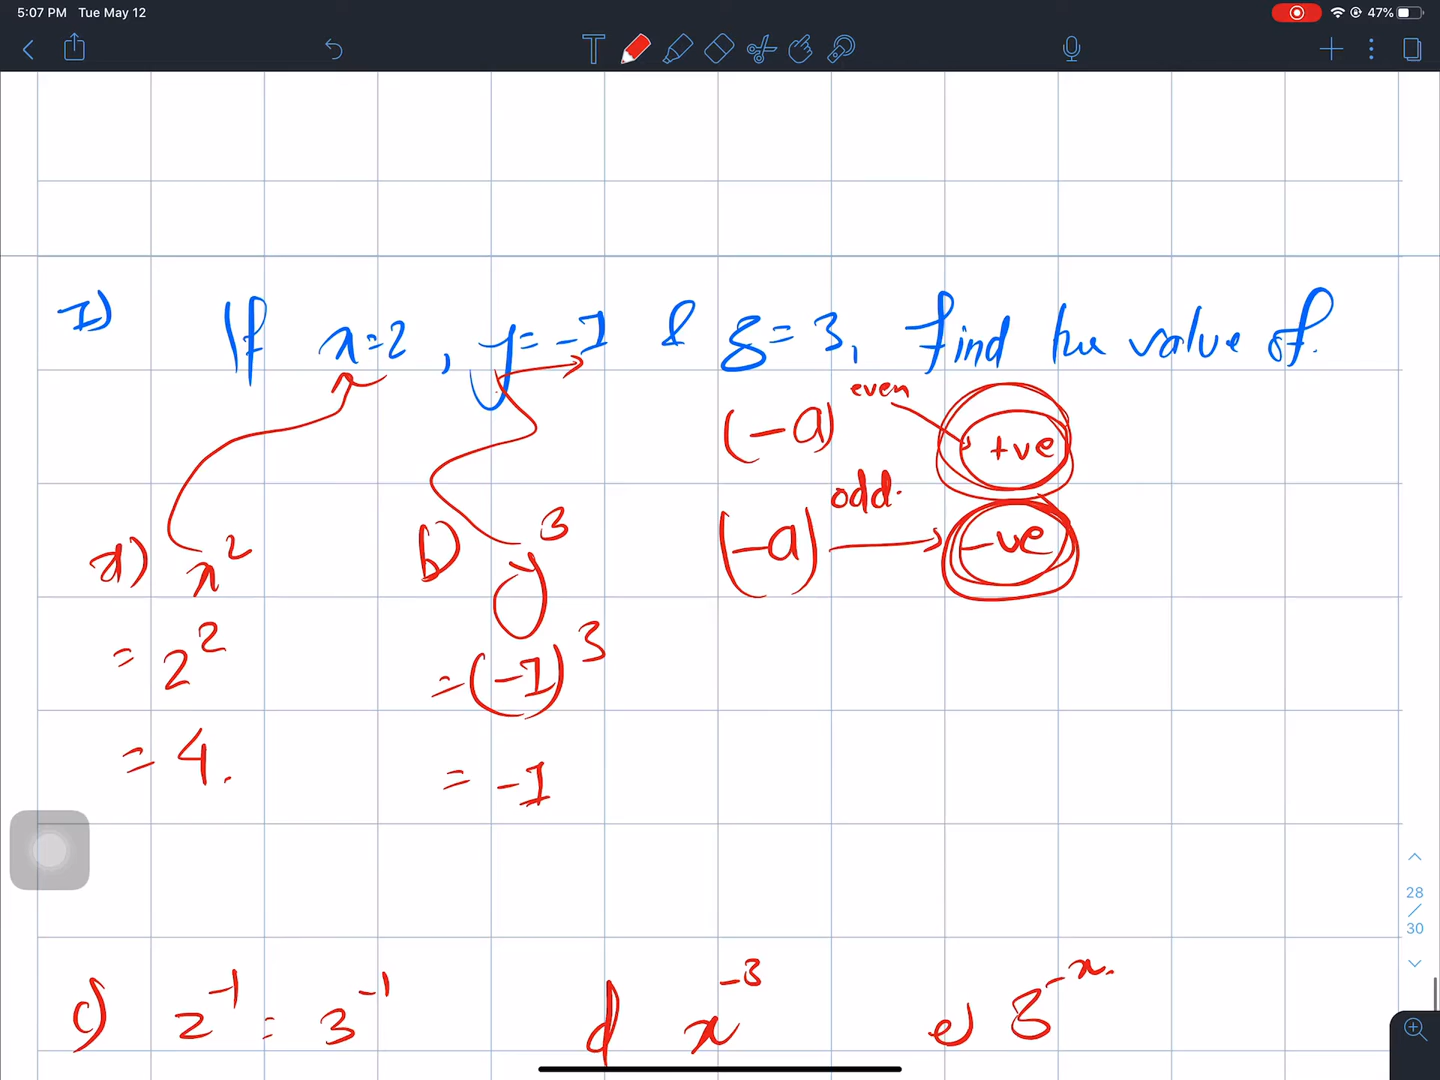 5:07 PM Tue May 12
47%
1) If x=2, y=-1 & z=3, find the value of.
(-a)^even → +ve
(-a)^odd. → -ve
a) x^2
= 2^2
= 4.
b) y^3
= (-1)^3
= -1
28
/
30
c) z^-1 = 3^-1
d) x^-3
e) z^-x.